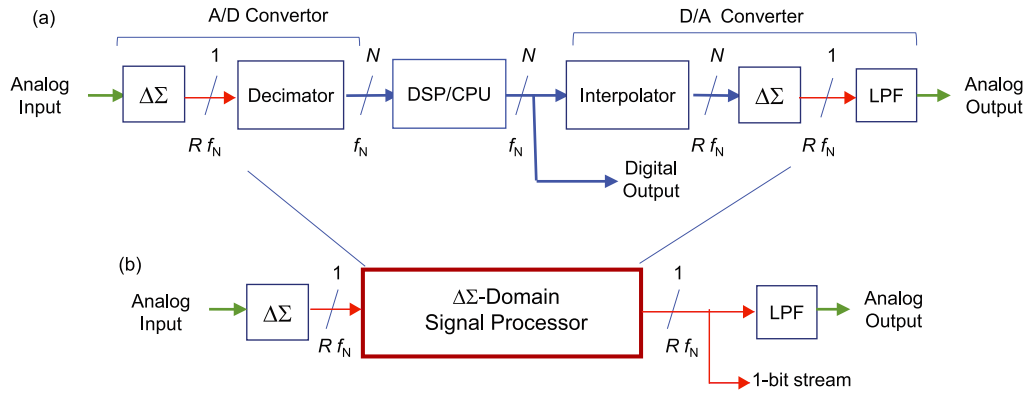 (a)
A/D Convertor
D/A Converter
Analog
Input
ΔΣ
1
R fN
Decimator
N
fN
DSP/CPU
N
fN
Interpolator
N
R fN
ΔΣ
1
R fN
LPF
Analog
Output
Digital
Output
(b)
Analog
Input
ΔΣ
1
R fN
ΔΣ-Domain
Signal Processor
1
R fN
LPF
Analog
Output
1-bit stream